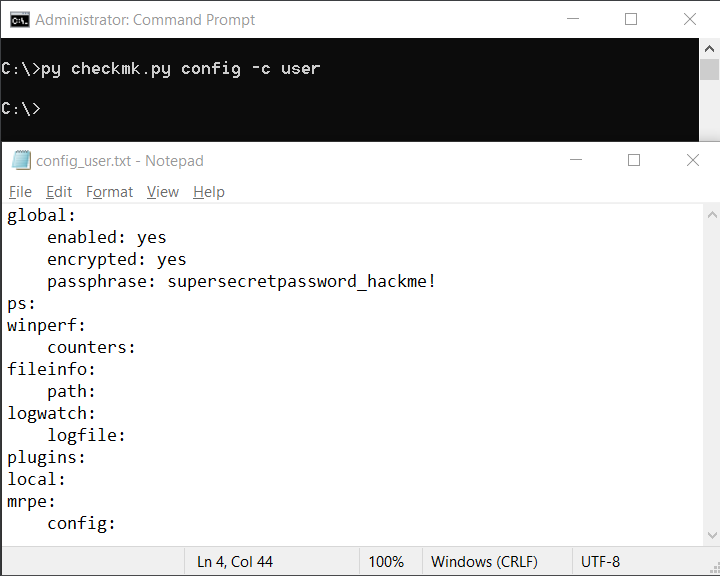 Administrator: Command Prompt
C:\>py checkmk.py config -c user
C:\>
config_user.txt - Notepad
File Edit Format View Help
global:
    enabled: yes
    encrypted: yes
    passphrase: supersecretpassword_hackme!
ps:
winperf:
    counters:
fileinfo:
    path:
logwatch:
    logfile:
plugins:
local:
mrpe:
    config:
Ln 4, Col 44 100% Windows (CRLF) UTF-8